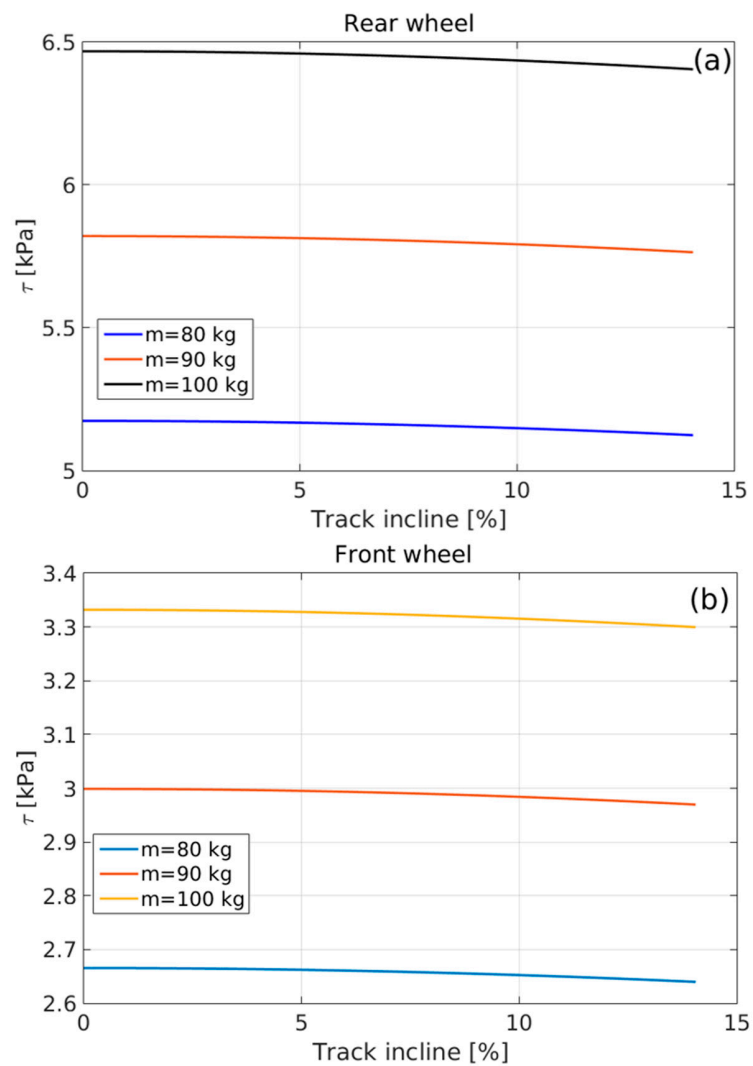 Rear wheel
(a)
6.5
6
5.5
5
τ [kPa]
m=80 kg
m=90 kg
m=100 kg
0 5 10 15
Track incline [%]
Front wheel
(b)
3.4
3.3
3.2
3.1
3
2.9
2.8
2.7
2.6
τ [kPa]
m=80 kg
m=90 kg
m=100 kg
0 5 10 15
Track incline [%]